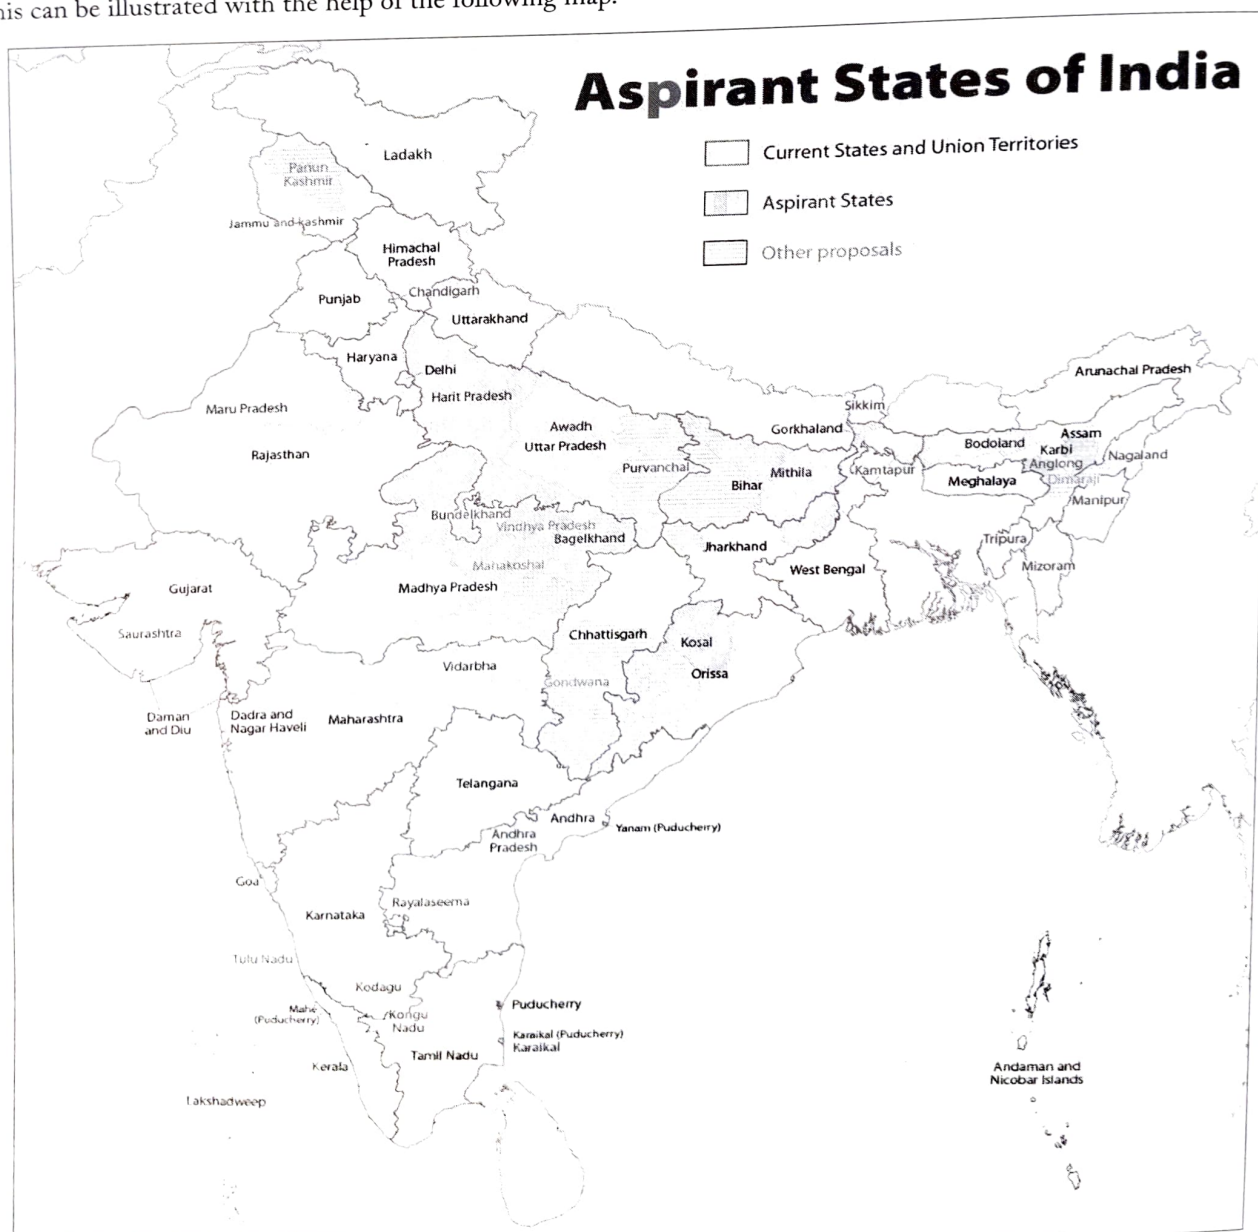 his can be illustrated with the help of the following map.
Aspirant States of India
Current States and Union Territories
Aspirant States
Other proposals
Ladakh
Panun
Kashmir
Jammu and kashmir
Himachal
Pradesh
Chandigarh
Punjab
Uttarakhand
Haryana
Delhi
Harit Pradesh
Maru Pradesh
Rajasthan
Awadh
Uttar Pradesh
Purvanchal
Gorkhaland
Sikkim
Arunachal Pradesh
Bodoland
Assam
Karbi
Anglong
Nagaland
Kamtapur
Meghalaya
Dimaraji
Manipur
Mithila
Bihar
Bundelkhand
Vindhya Pradesh
Bagelkhand
Jharkhand
Tripura
Mizoram
West Bengal
Mahakoshal
Madhya Pradesh
Gujarat
Saurashtra
Chhattisgarh
Kosal
Orissa
Vidarbha
Gondwana
Daman
and Diu
Dadra and
Nagar Haveli
Maharashtra
Telangana
Andhra
Yanam (Puducherry)
Andhra
Pradesh
Goa
Karnataka
Rayalaseema
Tulu Nadu
Kodagu
Mahe
(Puducherry)
Kongu
Nadu
Puducherry
Karaikal (Puducherry)
Karaikal
Kerala
Tamil Nadu
Lakshadweep
Andaman and
Nicobar Islands